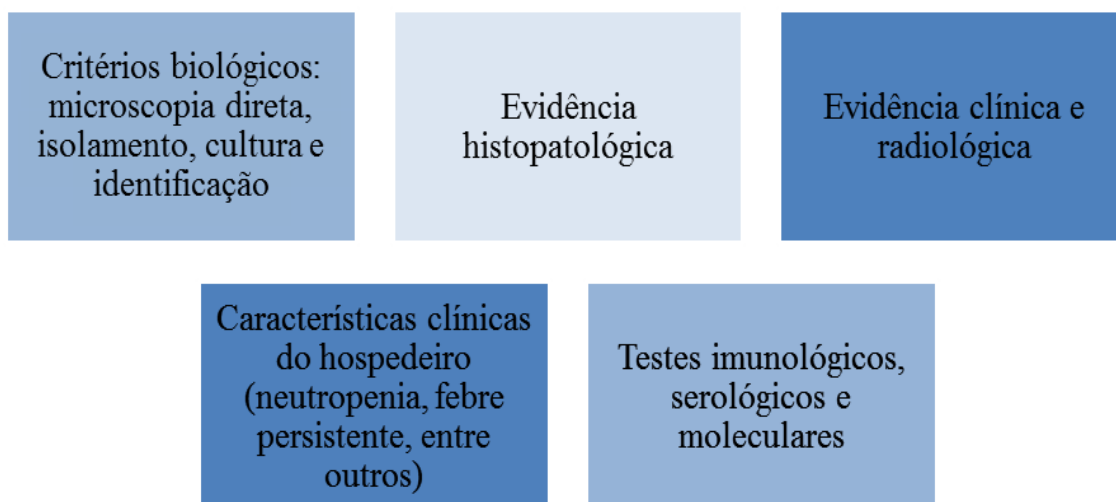 Critérios biológicos:
microscopia direta,
isolamento, cultura e
identificação
Evidência
histopatológica
Evidência clínica e
radiológica
Características clínicas
do hospedeiro
(neutropenia, febre
persistente, entre
outros)
Testes imunológicos,
serológicos e
moleculares